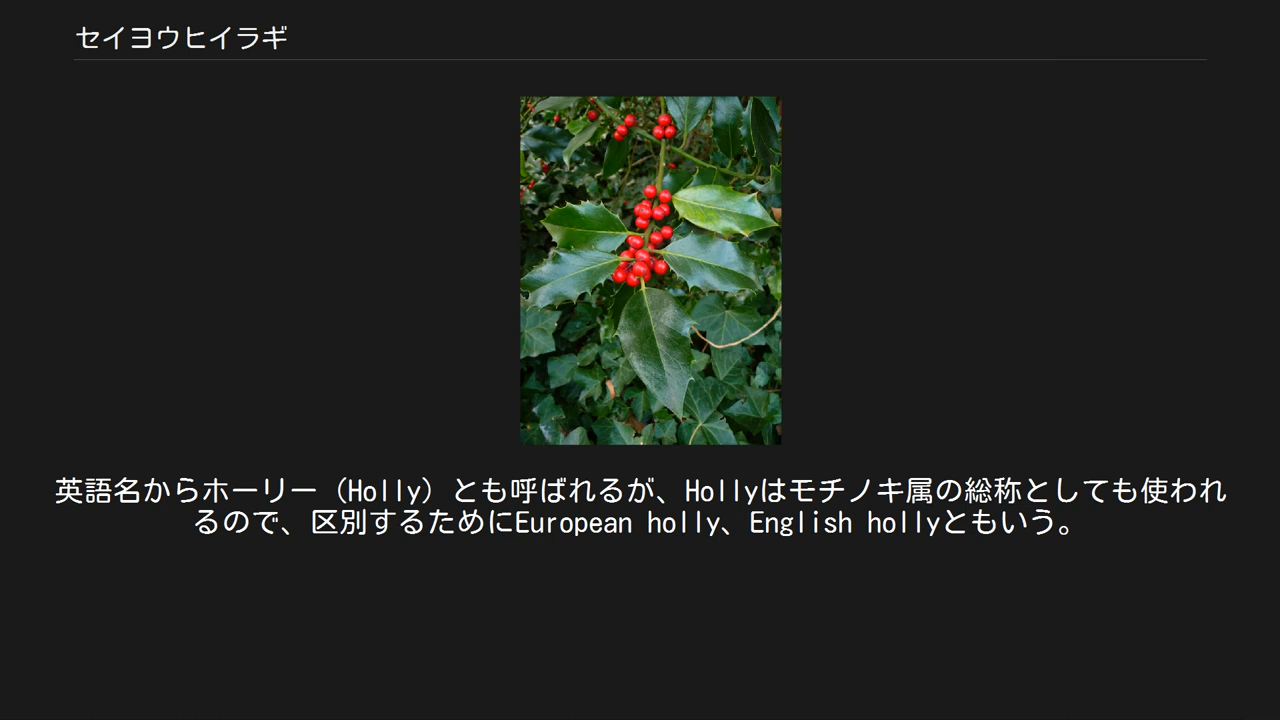 セイヨウヒイラギ
英語名からホーリー（Holly）とも呼ばれるが、Hollyはモチノキ属の総称としても使われ
るので、区別するためにEuropean holly、English hollyともいう。